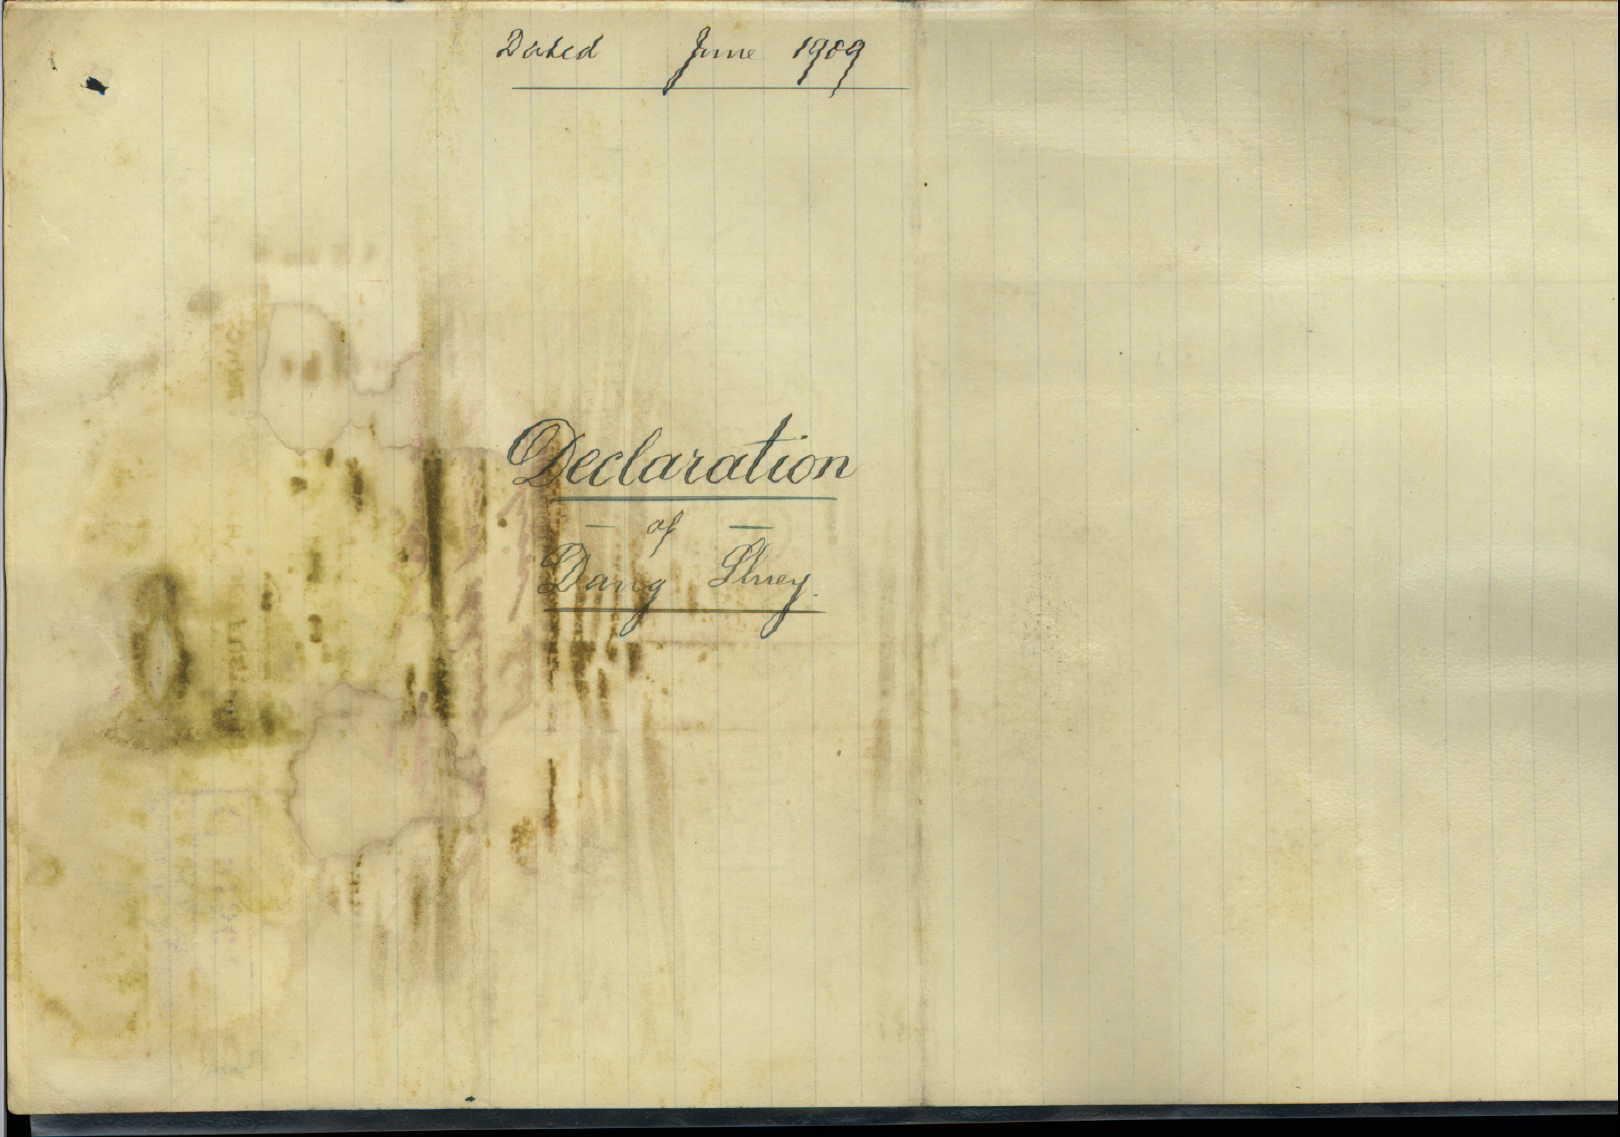 Dated June 1909
Declaration
— of —
Dang Shuey.